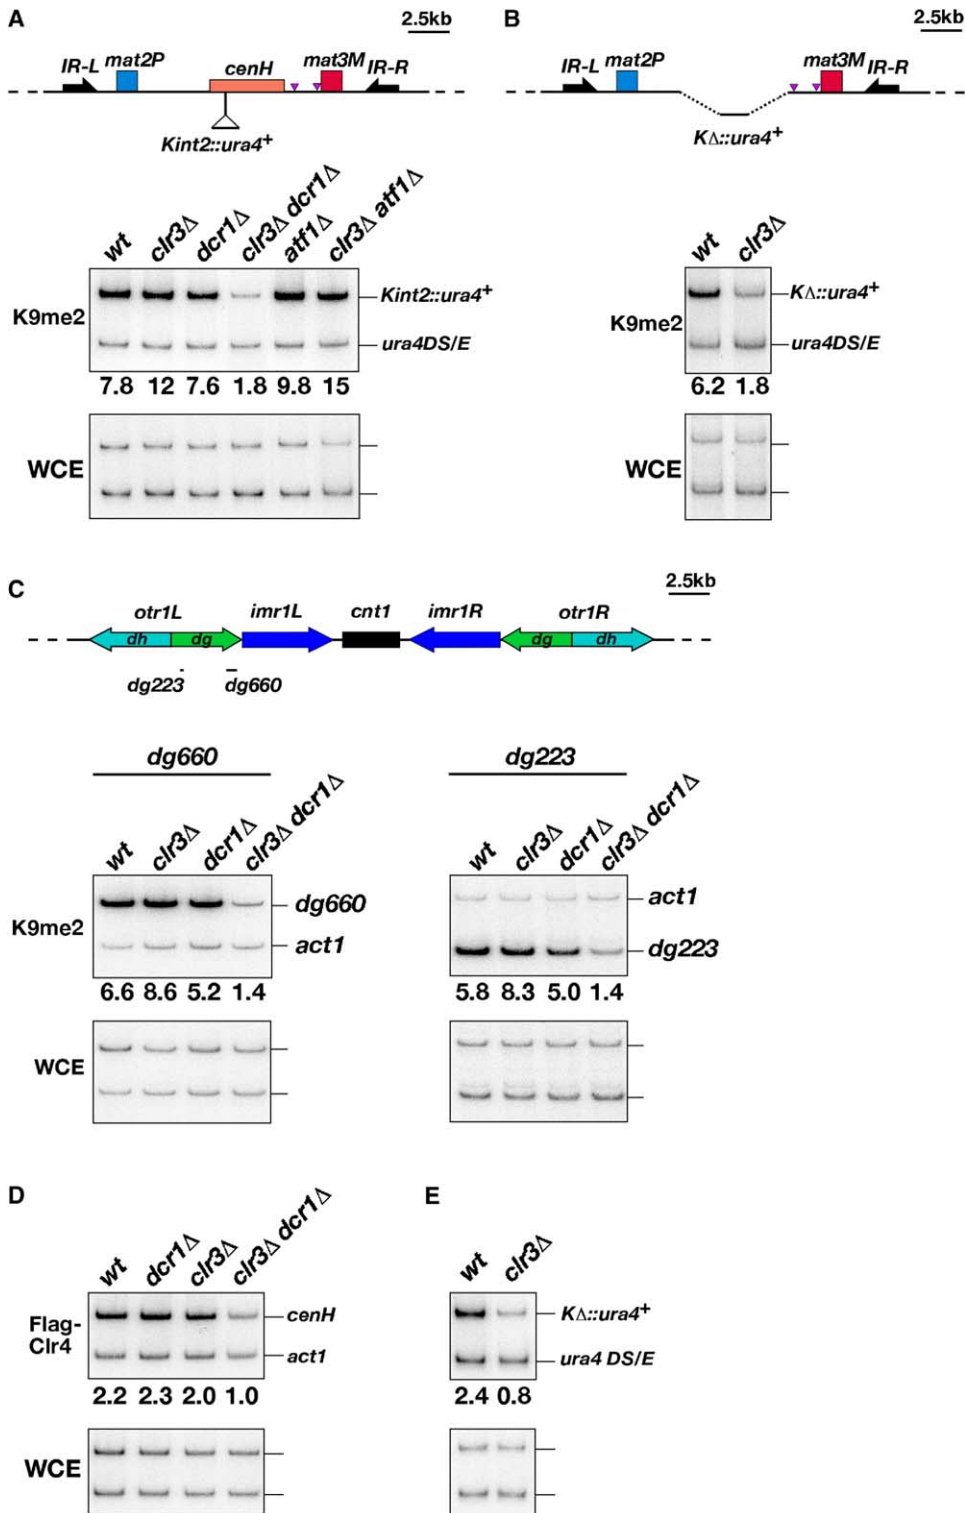 A
2.5kb
IR-L mat2P cenH mat3M IR-R
Kint2::ura4+
wt clr3Δ dcr1Δ clr3Δ dcr1Δ atf1Δ clr3Δ atf1Δ
K9me2
Kint2::ura4+
ura4DS/E
7.8 12 7.6 1.8 9.8 15
WCE
B
2.5kb
IR-L mat2P mat3M IR-R
KΔ::ura4+
wt clr3Δ
K9me2
KΔ::ura4+
ura4DS/E
6.2 1.8
WCE
C
2.5kb
otr1L imr1L cnt1 imr1R otr1R
dh dg dg dh
dg223 dg660
dg660
wt clr3Δ dcr1Δ clr3Δ dcr1Δ
K9me2
dg660
act1
6.6 8.6 5.2 1.4
WCE
dg223
wt clr3Δ dcr1Δ clr3Δ dcr1Δ
act1
dg223
5.8 8.3 5.0 1.4
D
wt dcr1Δ clr3Δ clr3Δ dcr1Δ
Flag-
Clr4
cenH
act1
2.2 2.3 2.0 1.0
WCE
E
wt clr3Δ
KΔ::ura4+
ura4 DS/E
2.4 0.8